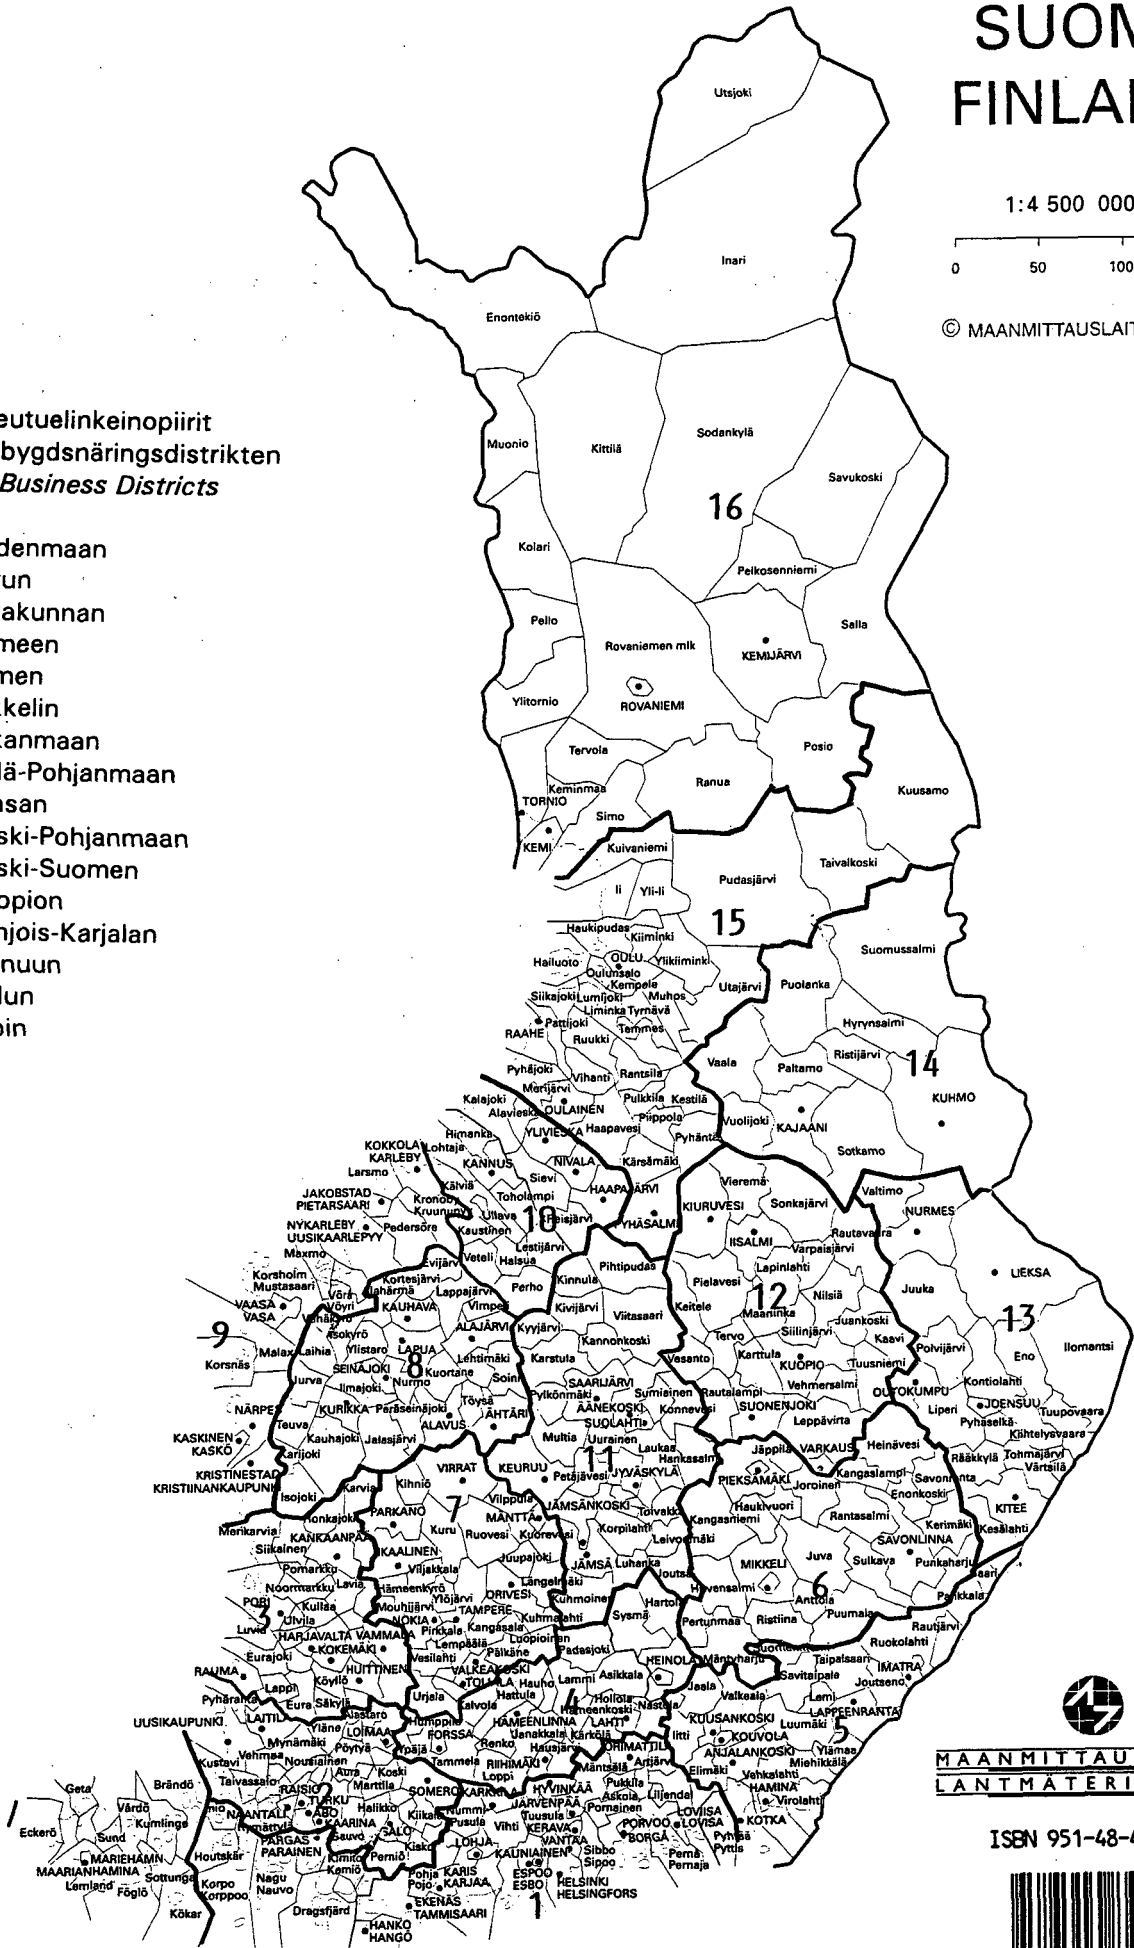 SUOM
FINLAI
1:4 500 000
0 50 100
© MAANMITTAUSLAIT
eutuelinkeinopiirit
bygdsnäringsdistrikten
Business Districts
denmaan
un
akunnan
meen
men
kelin
kanmaan
lä-Pohjanmaan
asan
ski-Pohjanmaan
ski-Suomen
opion
hjois-Karjalan
nuun
lun
pin
Utsjoki
Inari
Enontekiö
Muonio
Kittilä
Sodankylä
Savukoski
16
Kolari
Pelkosenniemi
Pello
Rovaniemen mlk
KEMIJÄRVI
Salla
Ylitornio
ROVANIEMI
Tervola
Posio
Ranua
Kuusamo
Keminmaa
TORNIO
Simo
KEMI
Kuivaniemi
Taivalkoski
Pudasjärvi
Ii
Yli-Ii
15
Haukipudas
Kiiminki
Suomussalmi
Hailuoto
OULU
Ylikiiminki
Oulunsalo
Kempele
Utajärvi
Puolanka
Siikajoki
Lumijoki
Muhos
Liminka
Tyrnävä
Pattijoki
Temmes
Hyrynsalmi
RAAHE
Ruukki
Ristijärvi
14
Vaala
Paltamo
Pyhäjoki
Vihanti
Rantsila
Merijärvi
Kalajoki
Pulkkila
Kestilä
KUHMO
Alavieska
OULAINEN
Piippola
Vuolijoki
KAJAANI
Himanka
YLIVIESKA
Haapavesi
Pyhäntä
KOKKOLA
KARLEBY
Lohtaja
Sotkamo
Larsmo
KANNUS
NIVALA
Kärsämäki
Sievi
Vieremä
Valtimo
Kälviä
JAKOBSTAD
PIETARSAARI
Toholampi
HAAPAJÄRVI
KIURUVESI
Sonkajärvi
NURMES
Kronoby
Kruunupyy
Ullava
10
Reisjärvi
PYHÄSALMI
NYKARLEBY
UUSIKAARLEPYY
Pedersöre
Kaustinen
IISALMI
Rautavaara
Maxmo
Lestijärvi
Varpaisjärvi
Evijärvi
Veteli
Halsua
Pihtipudas
Lapinlahti
LIEKSA
Korsholm
Mustasaari
Kortesjärvi
Lappajärvi
Perho
Kinnula
Pielavesi
Juuka
Vörå
Vöyri
Alahärmä
Nilsiä
VAASA
VASA
KAUHAVA
Vimpeli
Kivijärvi
Keitele
12
Maaninka
13
9
Viitasaari
Juankoski
Isokyrö
ALAJÄRVI
Kyyjärvi
Siilinjärvi
Malax
Laihia
Ylistaro
LAPUA
Kannonkoski
Tervo
Kaavi
Ilomantsi
Korsnäs
8
Lehtimäki
Karstula
Vesanto
Karttula
Polvijärvi
SEINÄJOKI
Kuortane
KUOPIO
Tuusniemi
Eno
Jurva
Ilmajoki
Nurmo
Soini
SAARIJÄRVI
Kontiolahti
Pylkönmäki
Sumiainen
Rautalampi
Vehmersalmi
OUTOKUMPU
NÄRPES
KURIKKA
Peräseinäjoki
Töysä
ÄÄNEKOSKI
Konnevesi
SUONENJOKI
JOENSUU
Teuva
ALAVUS
ÄHTÄRI
SUOLAHTI
Leppävirta
Liperi
Pyhäselkä
Tuupovaara
KASKINEN
KASKÖ
Kauhajoki
Jalasjärvi
Multia
Uurainen
Laukaa
Kiihtelysvaara
Karijoki
11
Hankasalmi
Jäppilä
VARKAUS
Heinävesi
Rääkkylä
Tohmajärvi
Värtsilä
VIRRAT
KEURUU
Petäjävesi
JYVÄSKYLÄ
KRISTINESTAD
KRISTIINANKAUPUNKI
Kihniö
PIEKSÄMÄKI
Joroinen
Kangaslampi
Savonranta
Isojoki
Karvia
7
Vilppula
Haukivuori
Enonkoski
KITEE
PARKANO
MÄNTTÄ
JÄMSÄNKOSKI
Toivakka
Kangasniemi
Rantasalmi
Merikarvia
Honkajoki
Kuru
Ruovesi
Kuorevesi
Korpilahti
Leivonmäki
Kerimäki
Kesälahti
KANKAANPÄÄ
SAVONLINNA
Siikainen
IKAALINEN
Juupajoki
JÄMSÄ
Luhanka
MIKKELI
Juva
Sulkava
Punkaharju
Pomarkku
Viljakkala
Joutsa
Saari
Längelmäki
Hirvensalmi
6
Noormarkku
Lavia
Hämeenkyrö
ORIVESI
Kuhmoinen
Hartola
Anttola
Parikkala
PORI
Kullaa
Mouhijärvi
Ylöjärvi
TAMPERE
Kuhmalahti
Sysmä
Pertunmaa
Ristiina
Puumala
Ulvila
NOKIA
Kangasala
Rautjärvi
Luvia
HARJAVALTA
VAMMALA
Pirkkala
Lempäälä
Luopioinen
Padasjoki
Ruokolahti
KOKEMÄKI
Vesilahti
Pälkäne
HEINOLA
Mäntyharju
Suomenniemi
Taipalsaari
Eurajoki
VALKEAKOSKI
IMATRA
RAUMA
HUITTINEN
TOIJALA
Hauho
Lammi
Asikkala
Savitaipale
Joutseno
Köyliö
Lappi
Urjala
Hattula
4
Hollola
Jaala
Valkeala
Lemi
Pyhäranta
Eura
Säkylä
Kalvola
Hämeenkoski
Nastola
LAPPEENRANTA
UUSIKAUPUNKI
LAITILA
Alastaro
Humppila
HÄMEENLINNA
LAHTI
KUUSANKOSKI
Luumäki
5
Yläne
LOIMAA
FORSSA
Janakkala
Kärkölä
Iitti
KOUVOLA
Mynämäki
Renko
ORIMATTILA
ANJALANKOSKI
Ylämaa
Kustavi
Vehmaa
Pöytyä
Ypäjä
Hausjärvi
Artjärvi
Miehikkälä
Nousiainen
Tammela
RIIHIMÄKI
Mäntsälä
Elimäki
Vehkalahti
Geta
Brändö
Taivassalo
Aura
Koski
Loppi
HAMINA
RAISIO
Marttila
SOMERO
KARKKILA
HYVINKÄÄ
Pukkila
Virolahti
Vårdö
2
TURKU
ÅBO
Askola
Liljendal
NAANTALI
Halikko
Nummi-
Pusula
JÄRVENPÄÄ
Pornainen
LOVIISA
LOVISA
KOTKA
Eckerö
Kumlinge
Rymättylä
KAARINA
Kiikala
Tuusula
KERAVA
PORVOO
BORGÅ
Sund
PARGAS
PARAINEN
Sauvo
SALO
Vihti
VANTAA
Pyhtää
Pyttis
MARIEHAMN
MAARIANHAMINA
Houtskär
Kisko
LOHJA
KAUNIAINEN
Sibbo
Sipoo
Pernå
Pernaja
Kimito
Kemiö
Perniö
Lemland
Sottunga
Korpo
Korppoo
Nagu
Nauvo
Pohja
Pojo
KARIS
KARJAA
ESPOO
ESBO
HELSINKI
HELSINGFORS
Föglö
1
Kökar
Dragsfjärd
EKENÄS
TAMMISAARI
HANKO
HANGÖ
MAANMITTAU
LANTMÄTERI
ISBN 951-48-4